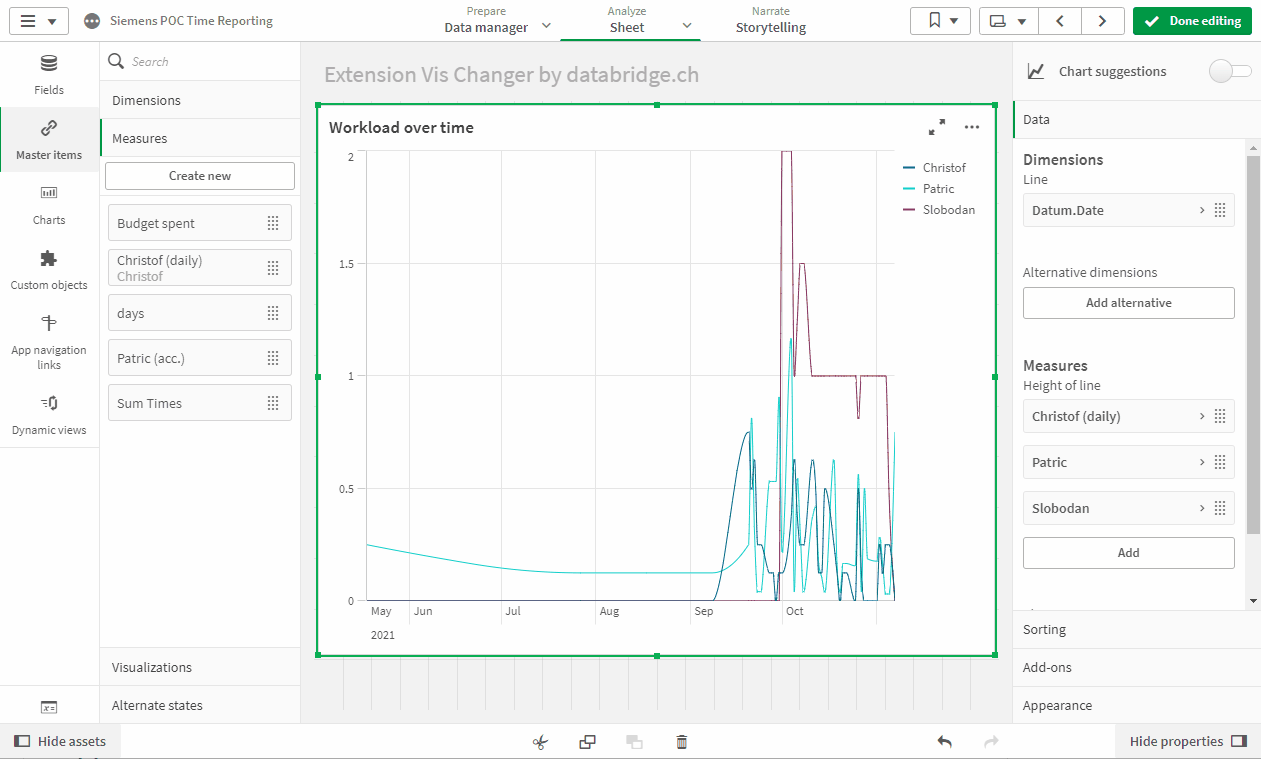 Siemens POC Time Reporting
Prepare
Data manager
Analyze
Sheet
Narrate
Storytelling
Done editing
Fields
Master items
Charts
Custom objects
App navigation
links
Dynamic views
Search
Dimensions
Measures
Create new
Budget spent
Christof (daily)
Christof
days
Patric (acc.)
Sum Times
Visualizations
Alternate states
Extension Vis Changer by databridge.ch
Workload over time
2
1.5
1
0.5
0
May
Jun
Jul
Aug
Sep
Oct
2021
Christof
Patric
Slobodan
Chart suggestions
Data
Dimensions
Line
Datum.Date
Alternative dimensions
Add alternative
Measures
Height of line
Christof (daily)
Patric
Slobodan
Add
Sorting
Add-ons
Appearance
Hide assets
Hide properties